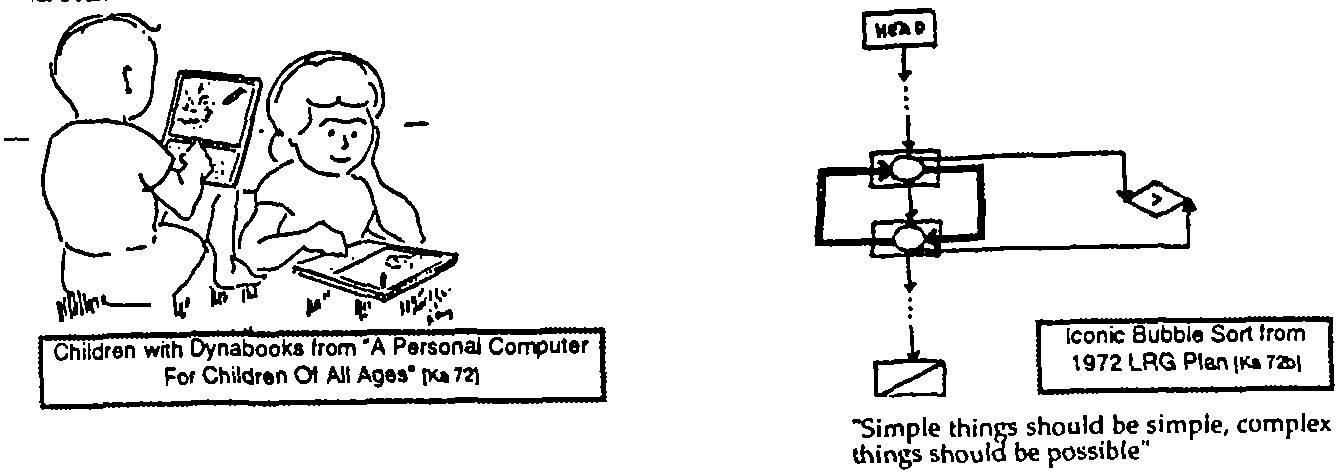 Children with Dynabooks from "A Personal Computer
For Children Of All Ages" [Ka 72]
HEAD
>
Iconic Bubble Sort from
1972 LRG Plan [Ka 72b]
"Simple things should be simple, complex
things should be possible"